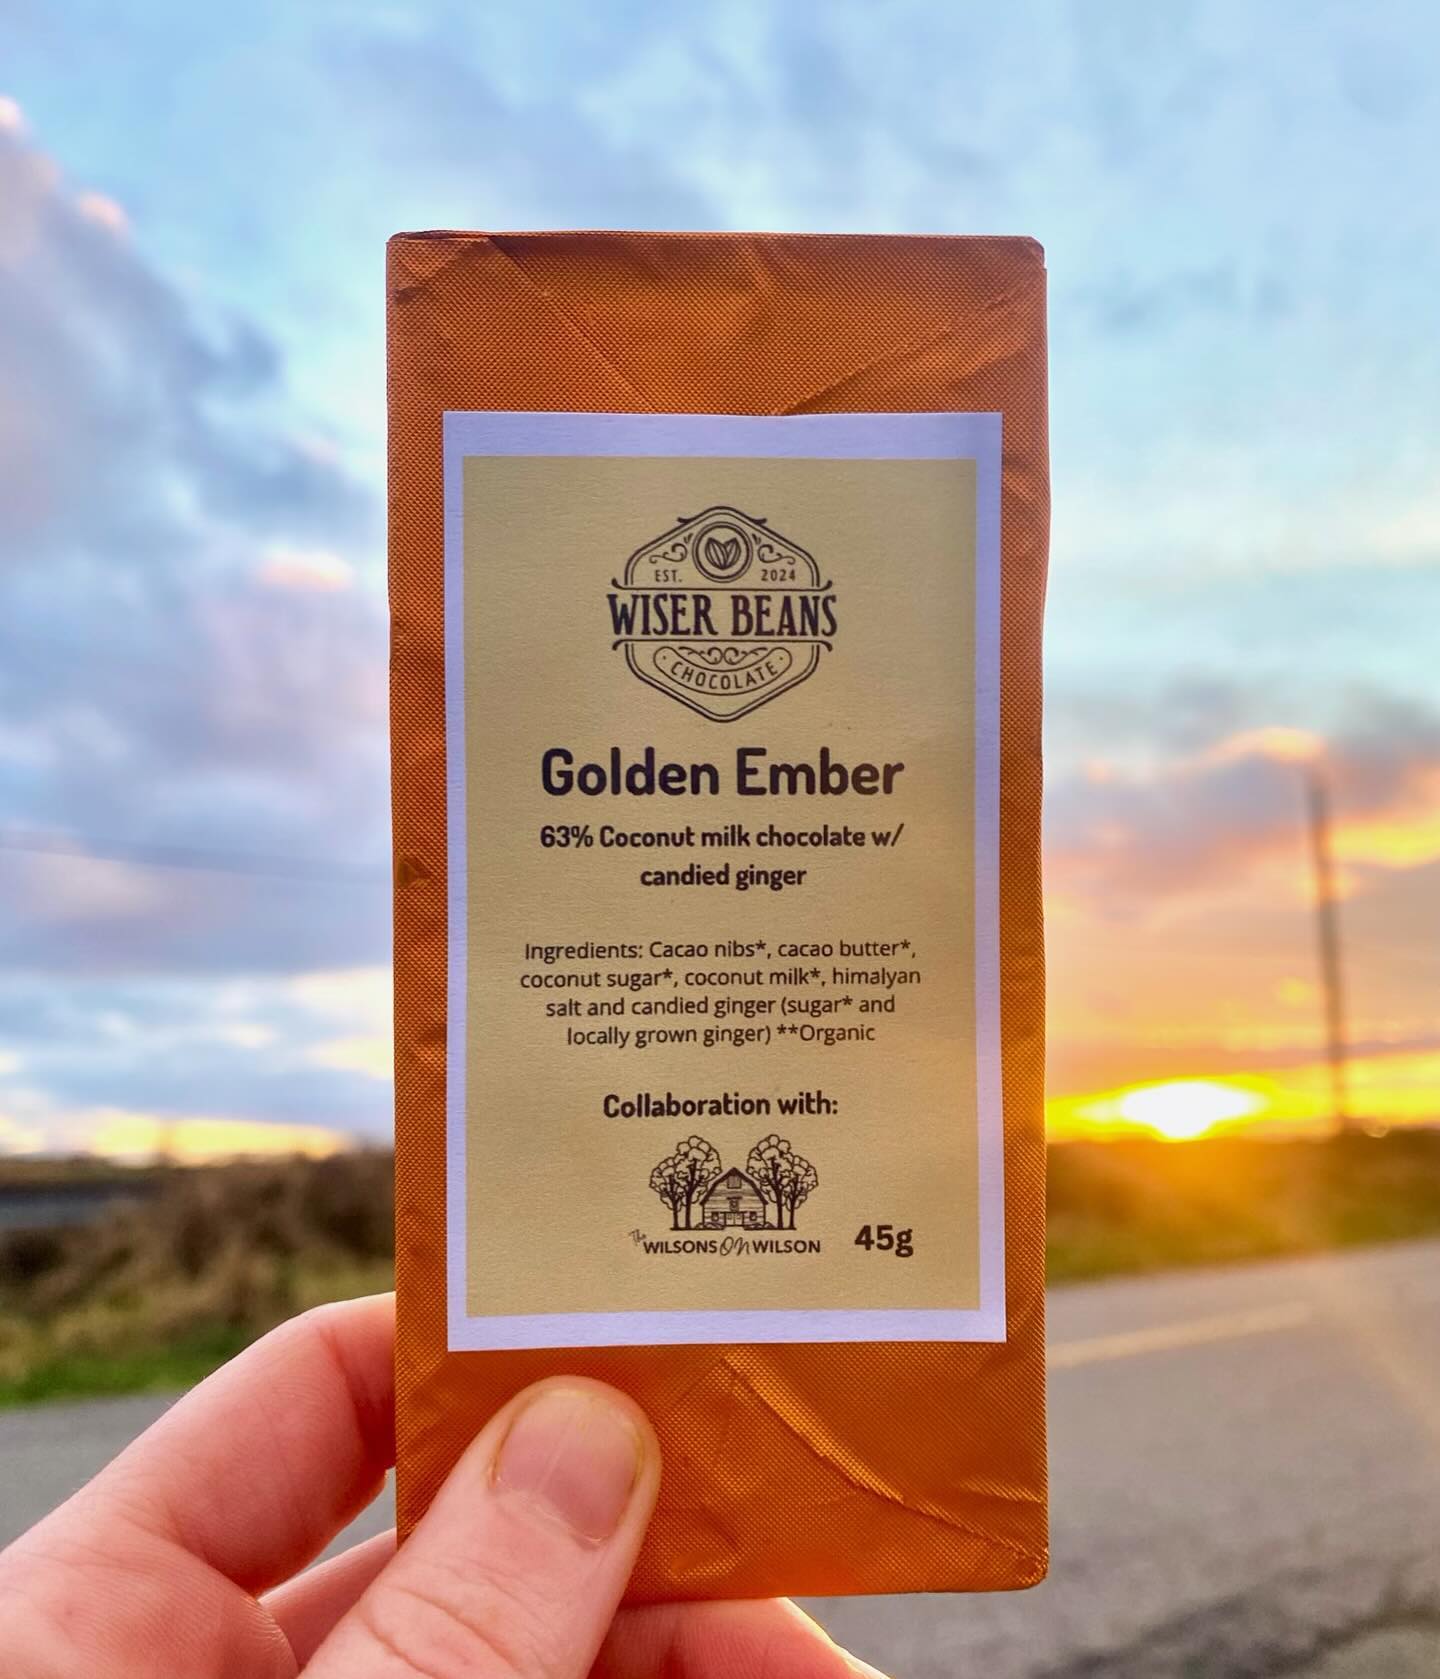 EST. 2024
WISER BEANS
CHOCOLATE
Golden Ember
63% Coconut milk chocolate w/
candied ginger
Ingredients: Cacao nibs*, cacao butter*,
coconut sugar*, coconut milk*, himalyan
salt and candied ginger (sugar* and
locally grown ginger) **Organic
Collaboration with:
The WILSONS ON WILSON
45g